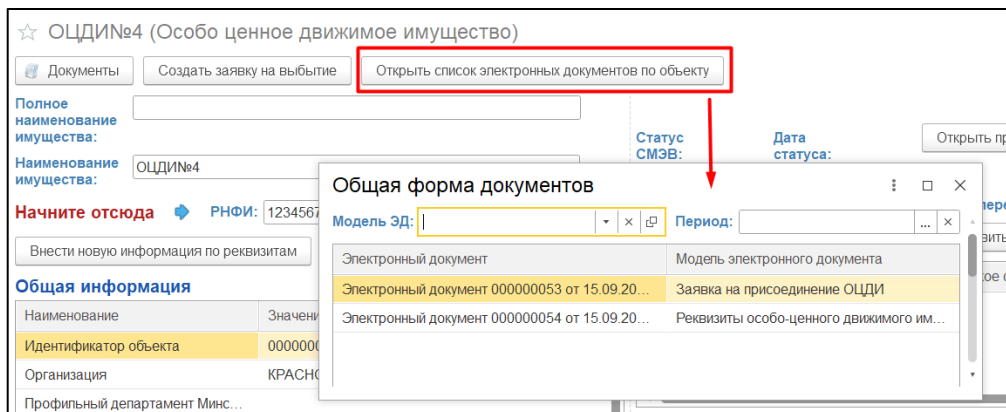 ОЦДИ№4 (Особо ценное движимое имущество)
Документы Создать заявку на выбытие Открыть список электронных документов по объекту
Полное
наименование
имущества:
Статус
СМЭВ:
Дата
статуса:
Открыть
Наименование
имущества:
ОЦДИ№4
Начните отсюда РНФИ: 1234567
Внести новую информация по реквизитам
Общая информация
Наименование
Идентификатор объекта
Организация
Профильный департамент Минс...
Общая форма документов
Модель ЭД: Период: ...
Электронный документ Модель электронного документа
Электронный документ 000000053 от 15.09.20... Заявка на присоединение ОЦДИ
Электронный документ 000000054 от 15.09.20... Реквизиты особо-ценного движимого им...